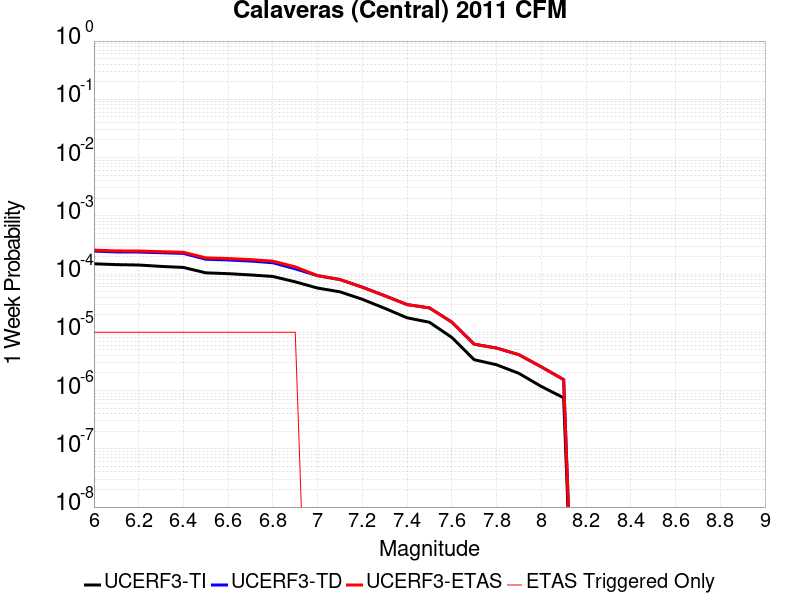 Calaveras (Central) 2011 CFM
10^0
10^-1
10^-2
10^-3
10^-4
10^-5
10^-6
10^-7
10^-8
1 Week Probability
6 6.2 6.4 6.6 6.8 7 7.2 7.4 7.6 7.8 8 8.2 8.4 8.6 8.8 9
Magnitude
UCERF3-TI UCERF3-TD UCERF3-ETAS ETAS Triggered Only